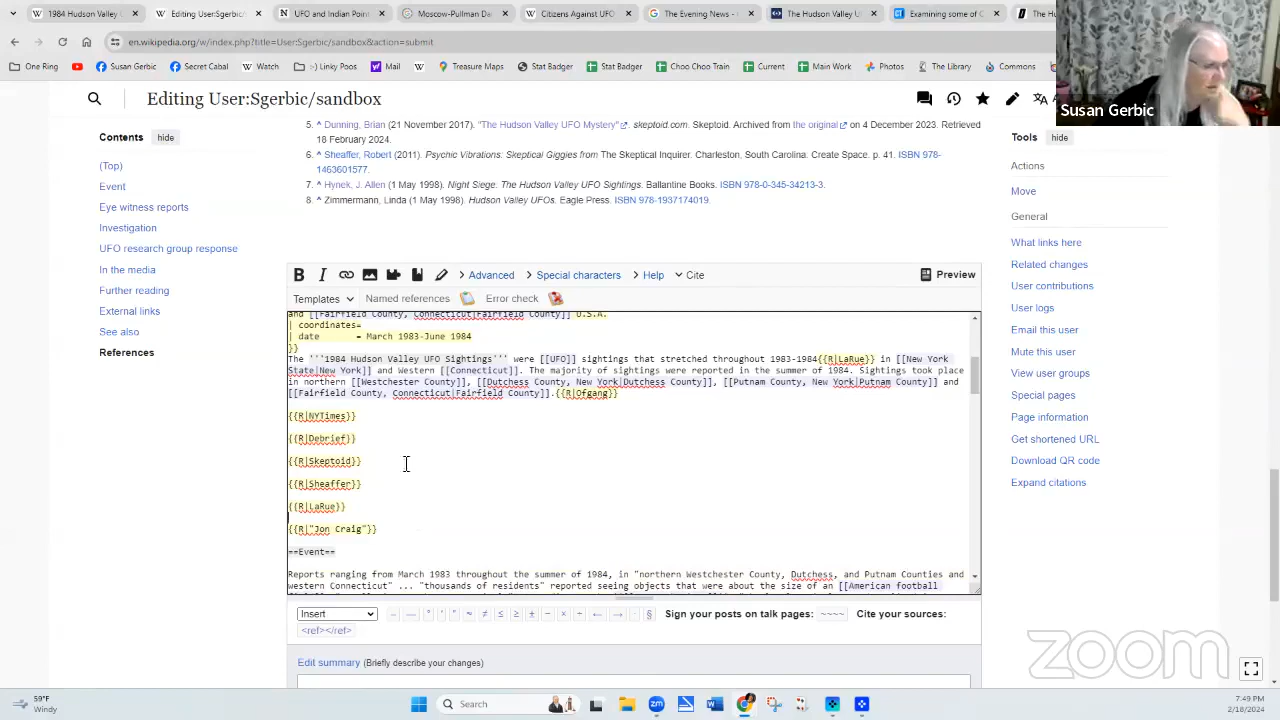 1984 Hudson Valley U
Editing User:Sgerbic
UFO and Indian Point
Moscow-Pullman Dai
Citizens Against UFO
The Evening News -
The Hudson Valley U
Examining some of C
The Hu
en.wikipedia.org/w/index.php?title=User:Sgerbic/sandbox&action=submit
One Ring
Susan Gerbic
Secret Cabal
Watch
:-) Linky Pool
Mail
Treasure Maps
Stat Badger
Stat Badger
Choo Choo Train
Current
Main Work
Photos
The Library
Commons
Susan Gerbic
Editing User:Sgerbic/sandbox
Contents hide
(Top)
Event
Eye witness reports
Investigation
UFO research group response
In the media
Further reading
External links
See also
References
5. ^ Dunning, Brian (21 November 2017). "The Hudson Valley UFO Mystery". skeptoid.com. Skeptoid. Archived from the original on 4 December 2023. Retrieved
18 February 2024.
6. ^ Sheaffer, Robert (2011). Psychic Vibrations: Skeptical Giggles from The Skeptical Inquirer. Charleston, South Carolina: Create Space. p. 41. ISBN 978-
1463601577.
7. ^ Hynek, J. Allen (1 May 1998). Night Siege: The Hudson Valley UFO Sightings. Ballantine Books. ISBN 978-0-345-34213-3.
8. ^ Zimmermann, Linda (1 May 1998). Hudson Valley UFOs. Eagle Press. ISBN 978-1937174019.
B I Advanced Special characters Help Cite Preview
Templates Named references Error check
and [[Fairfield County, Connecticut|Fairfield County]] U.S.A.
| coordinates=
| date = March 1983-June 1984
}}
The '''1984 Hudson Valley UFO Sightings''' were [[UFO]] sightings that stretched throughout 1983-1984{{R|LaRue}} in [[New York
State|New York]] and Western [[Connecticut]]. The majority of sightings were reported in the summer of 1984. Sightings took place
in northern [[Westchester County]], [[Dutchess County, New York|Dutchess County]], [[Putnam County, New York|Putnam County]] and
[[Fairfield County, Connecticut|Fairfield County]].{{R|Ofgang}}
{{R|NYTimes}}
{{R|Debrief}}
{{R|Skeptoid}}
{{R|Sheaffer}}
{{R|LaRue}}
{{R|"Jon Craig"}}
==Event==
Reports ranging from March 1983 throughout the summer of 1984, in "northern Westchester County, Dutchess, and Putnam Counties and
western Connecticut" ... "thousands of residents" reported seeing objects that were about the size of an [[American football
Insert – — ° ′ ″ ≈ ≠ ≤ ≥ ± − × ÷ ← → · § Sign your posts on talk pages: ~~~~ Cite your sources:
<ref></ref>
Edit summary (Briefly describe your changes)
Tools hide
Actions
Move
General
What links here
Related changes
User contributions
User logs
Email this user
Mute this user
View user groups
Special pages
Page information
Get shortened URL
Download QR code
Expand citations
zoom
59°F
Windy
Search
7:49 PM
2/18/2024